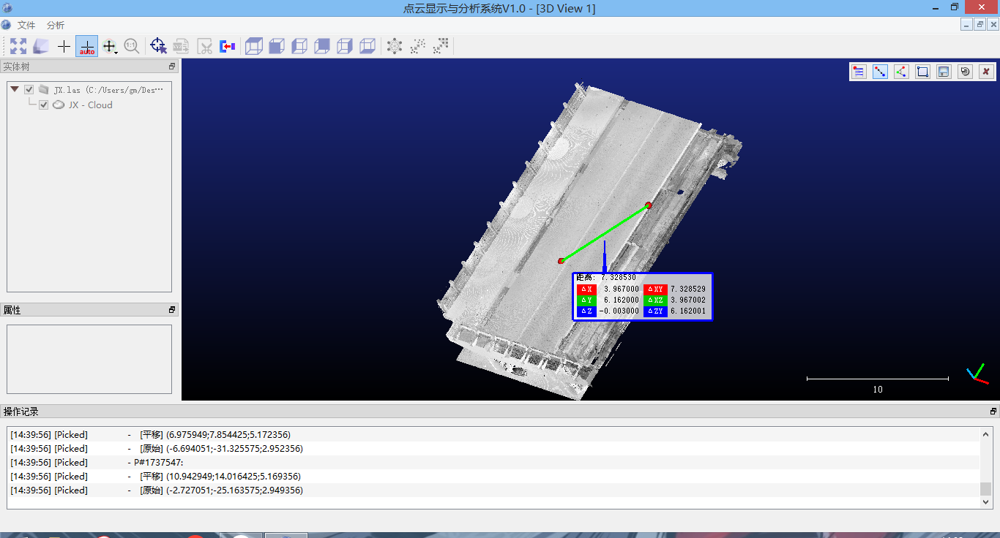 点云显示与分析系统V1.0 - [3D View 1]
文件 分析
auto
1:1
实体树
JX.las (C:/Users/gm/Des···
JX - Cloud
属性
距离: 7.328530
ΔX 3.967000 ΔXY 7.328529
ΔY 6.162000 ΔXZ 3.967002
ΔZ -0.003000 ΔZY 6.162001
10
操作记录
[14:39:56] [Picked] - [平移] (6.975949;7.854425;5.172356)
[14:39:56] [Picked] - [原始] (-6.694051;-31.325575;2.952356)
[14:39:56] [Picked] - P#1737547:
[14:39:56] [Picked] - [平移] (10.942949;14.016425;5.169356)
[14:39:56] [Picked] - [原始] (-2.727051;-25.163575;2.949356)